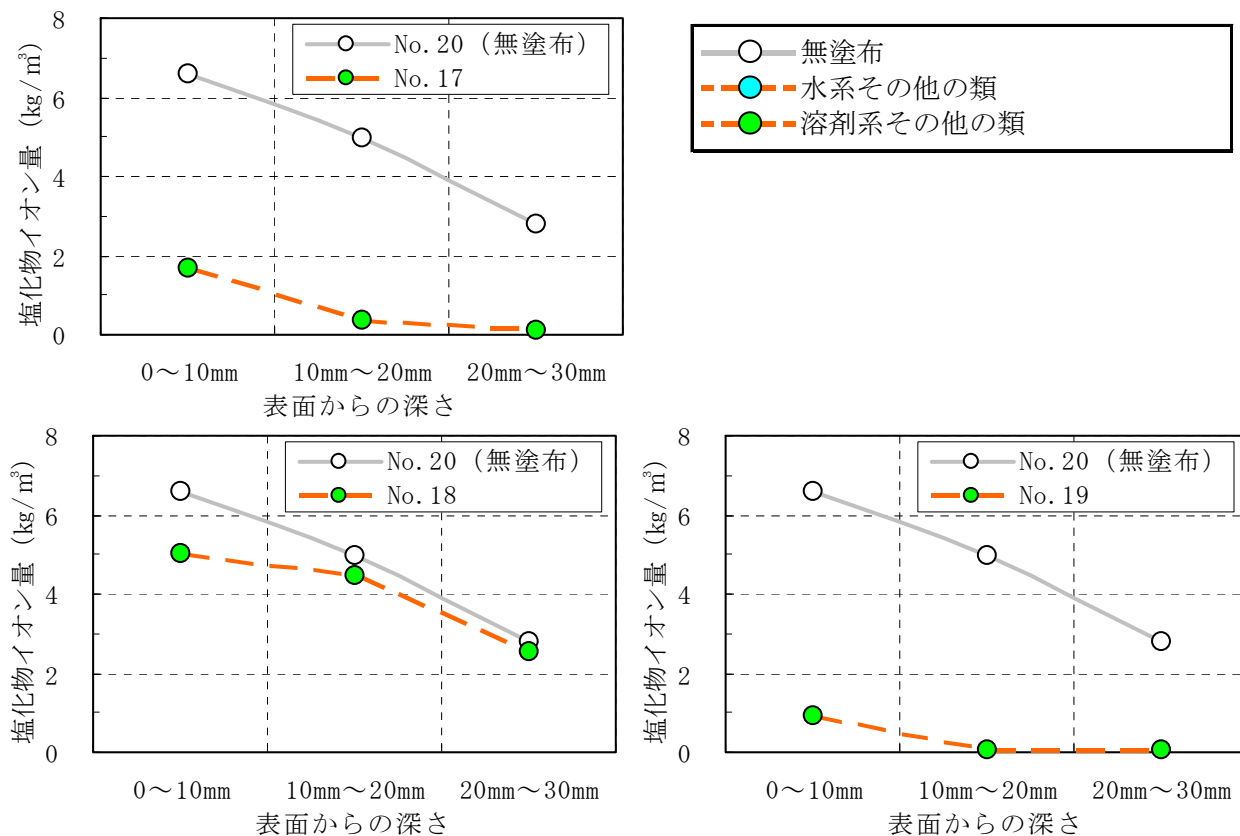 塩化物イオン量 (kg/m³)
8
6
4
2
0
No.20（無塗布）
No.17
0～10mm
10mm～20mm
20mm～30mm
表面からの深さ
無塗布
水系その他の類
溶剤系その他の類
塩化物イオン量 (kg/m³)
8
6
4
2
0
No.20（無塗布）
No.18
0～10mm
10mm～20mm
20mm～30mm
表面からの深さ
塩化物イオン量 (kg/m³)
8
6
4
2
0
No.20（無塗布）
No.19
0～10mm
10mm～20mm
20mm～30mm
表面からの深さ